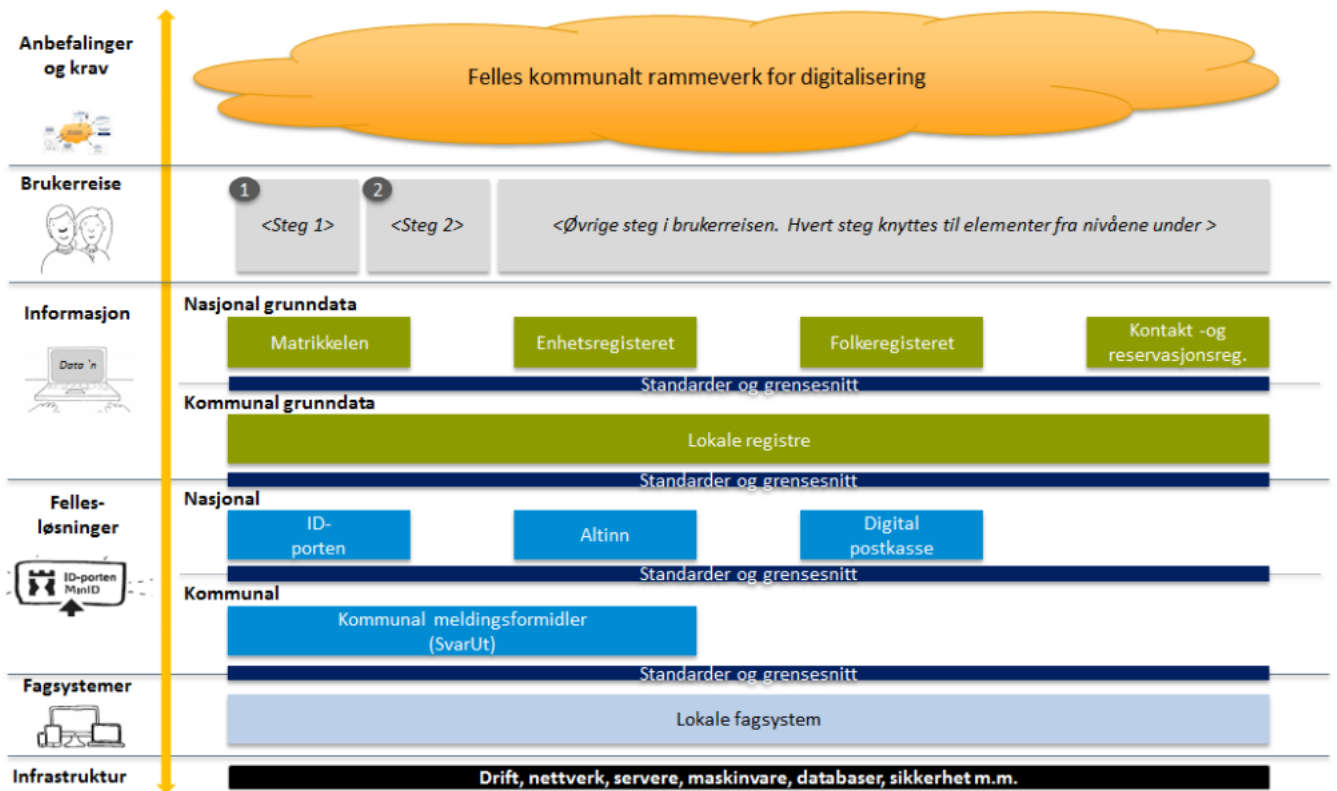 Anbefalinger
og krav
Felles kommunalt rammeverk for digitalisering
Brukerreise
1
<Steg 1>
2
<Steg 2>
<Øvrige steg i brukerreisen. Hvert steg knyttes til elementer fra nivåene under >
Informasjon
Data 'n
Nasjonal grunndata
Matrikkelen
Enhetsregisteret
Folkeregisteret
Kontakt -og
reservasjonsreg.
Standarder og grensesnitt
Kommunal grunndata
Lokale registre
Standarder og grensesnitt
Felles-
løsninger
ID-porten
MinID
Nasjonal
ID-
porten
Altinn
Digital
postkasse
Standarder og grensesnitt
Kommunal
Kommunal meldingsformidler
(SvarUt)
Standarder og grensesnitt
Fagsystemer
Lokale fagsystem
Infrastruktur
Drift, nettverk, servere, maskinvare, databaser, sikkerhet m.m.